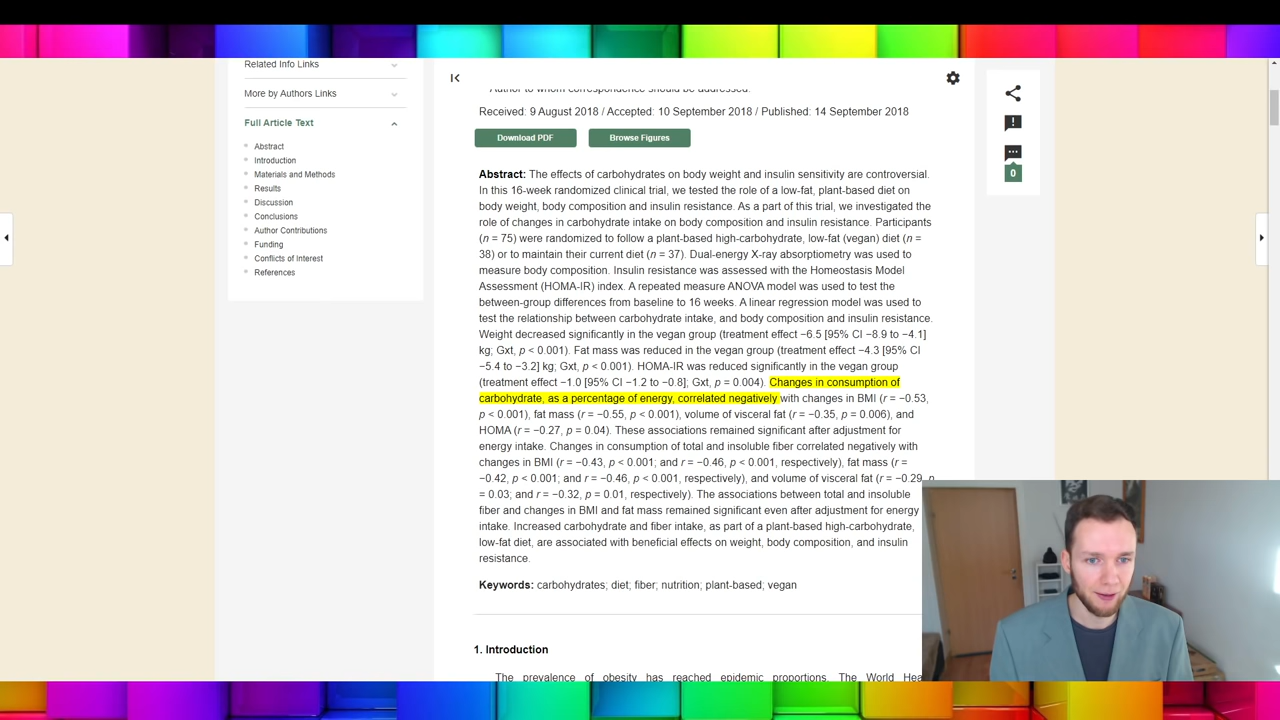 Related Info Links
More by Authors Links
Full Article Text
Abstract
Introduction
Materials and Methods
Results
Discussion
Conclusions
Author Contributions
Funding
Conflicts of Interest
References
Author to whom correspondence should be addressed.
Received: 9 August 2018 / Accepted: 10 September 2018 / Published: 14 September 2018
Download PDF
Browse Figures
Abstract: The effects of carbohydrates on body weight and insulin sensitivity are controversial.
In this 16-week randomized clinical trial, we tested the role of a low-fat, plant-based diet on
body weight, body composition and insulin resistance. As a part of this trial, we investigated the
role of changes in carbohydrate intake on body composition and insulin resistance. Participants
(n = 75) were randomized to follow a plant-based high-carbohydrate, low-fat (vegan) diet (n =
38) or to maintain their current diet (n = 37). Dual-energy X-ray absorptiometry was used to
measure body composition. Insulin resistance was assessed with the Homeostasis Model
Assessment (HOMA-IR) index. A repeated measure ANOVA model was used to test the
between-group differences from baseline to 16 weeks. A linear regression model was used to
test the relationship between carbohydrate intake, and body composition and insulin resistance.
Weight decreased significantly in the vegan group (treatment effect −6.5 [95% CI −8.9 to −4.1]
kg; Gxt, p < 0.001). Fat mass was reduced in the vegan group (treatment effect −4.3 [95% CI
−5.4 to −3.2] kg; Gxt, p < 0.001). HOMA-IR was reduced significantly in the vegan group
(treatment effect −1.0 [95% CI −1.2 to −0.8]; Gxt, p = 0.004). Changes in consumption of
carbohydrate, as a percentage of energy, correlated negatively with changes in BMI (r = −0.53,
p < 0.001), fat mass (r = −0.55, p < 0.001), volume of visceral fat (r = −0.35, p = 0.006), and
HOMA (r = −0.27, p = 0.04). These associations remained significant after adjustment for
energy intake. Changes in consumption of total and insoluble fiber correlated negatively with
changes in BMI (r = −0.43, p < 0.001; and r = −0.46, p < 0.001, respectively), fat mass (r =
−0.42, p < 0.001; and r = −0.46, p < 0.001, respectively), and volume of visceral fat (r = −0.29, p
= 0.03; and r = −0.32, p = 0.01, respectively). The associations between total and insoluble
fiber and changes in BMI and fat mass remained significant even after adjustment for energy
intake. Increased carbohydrate and fiber intake, as part of a plant-based high-carbohydrate,
low-fat diet, are associated with beneficial effects on weight, body composition, and insulin
resistance.
Keywords: carbohydrates; diet; fiber; nutrition; plant-based; vegan
1. Introduction
The prevalence of obesity has reached epidemic proportions. The World
0